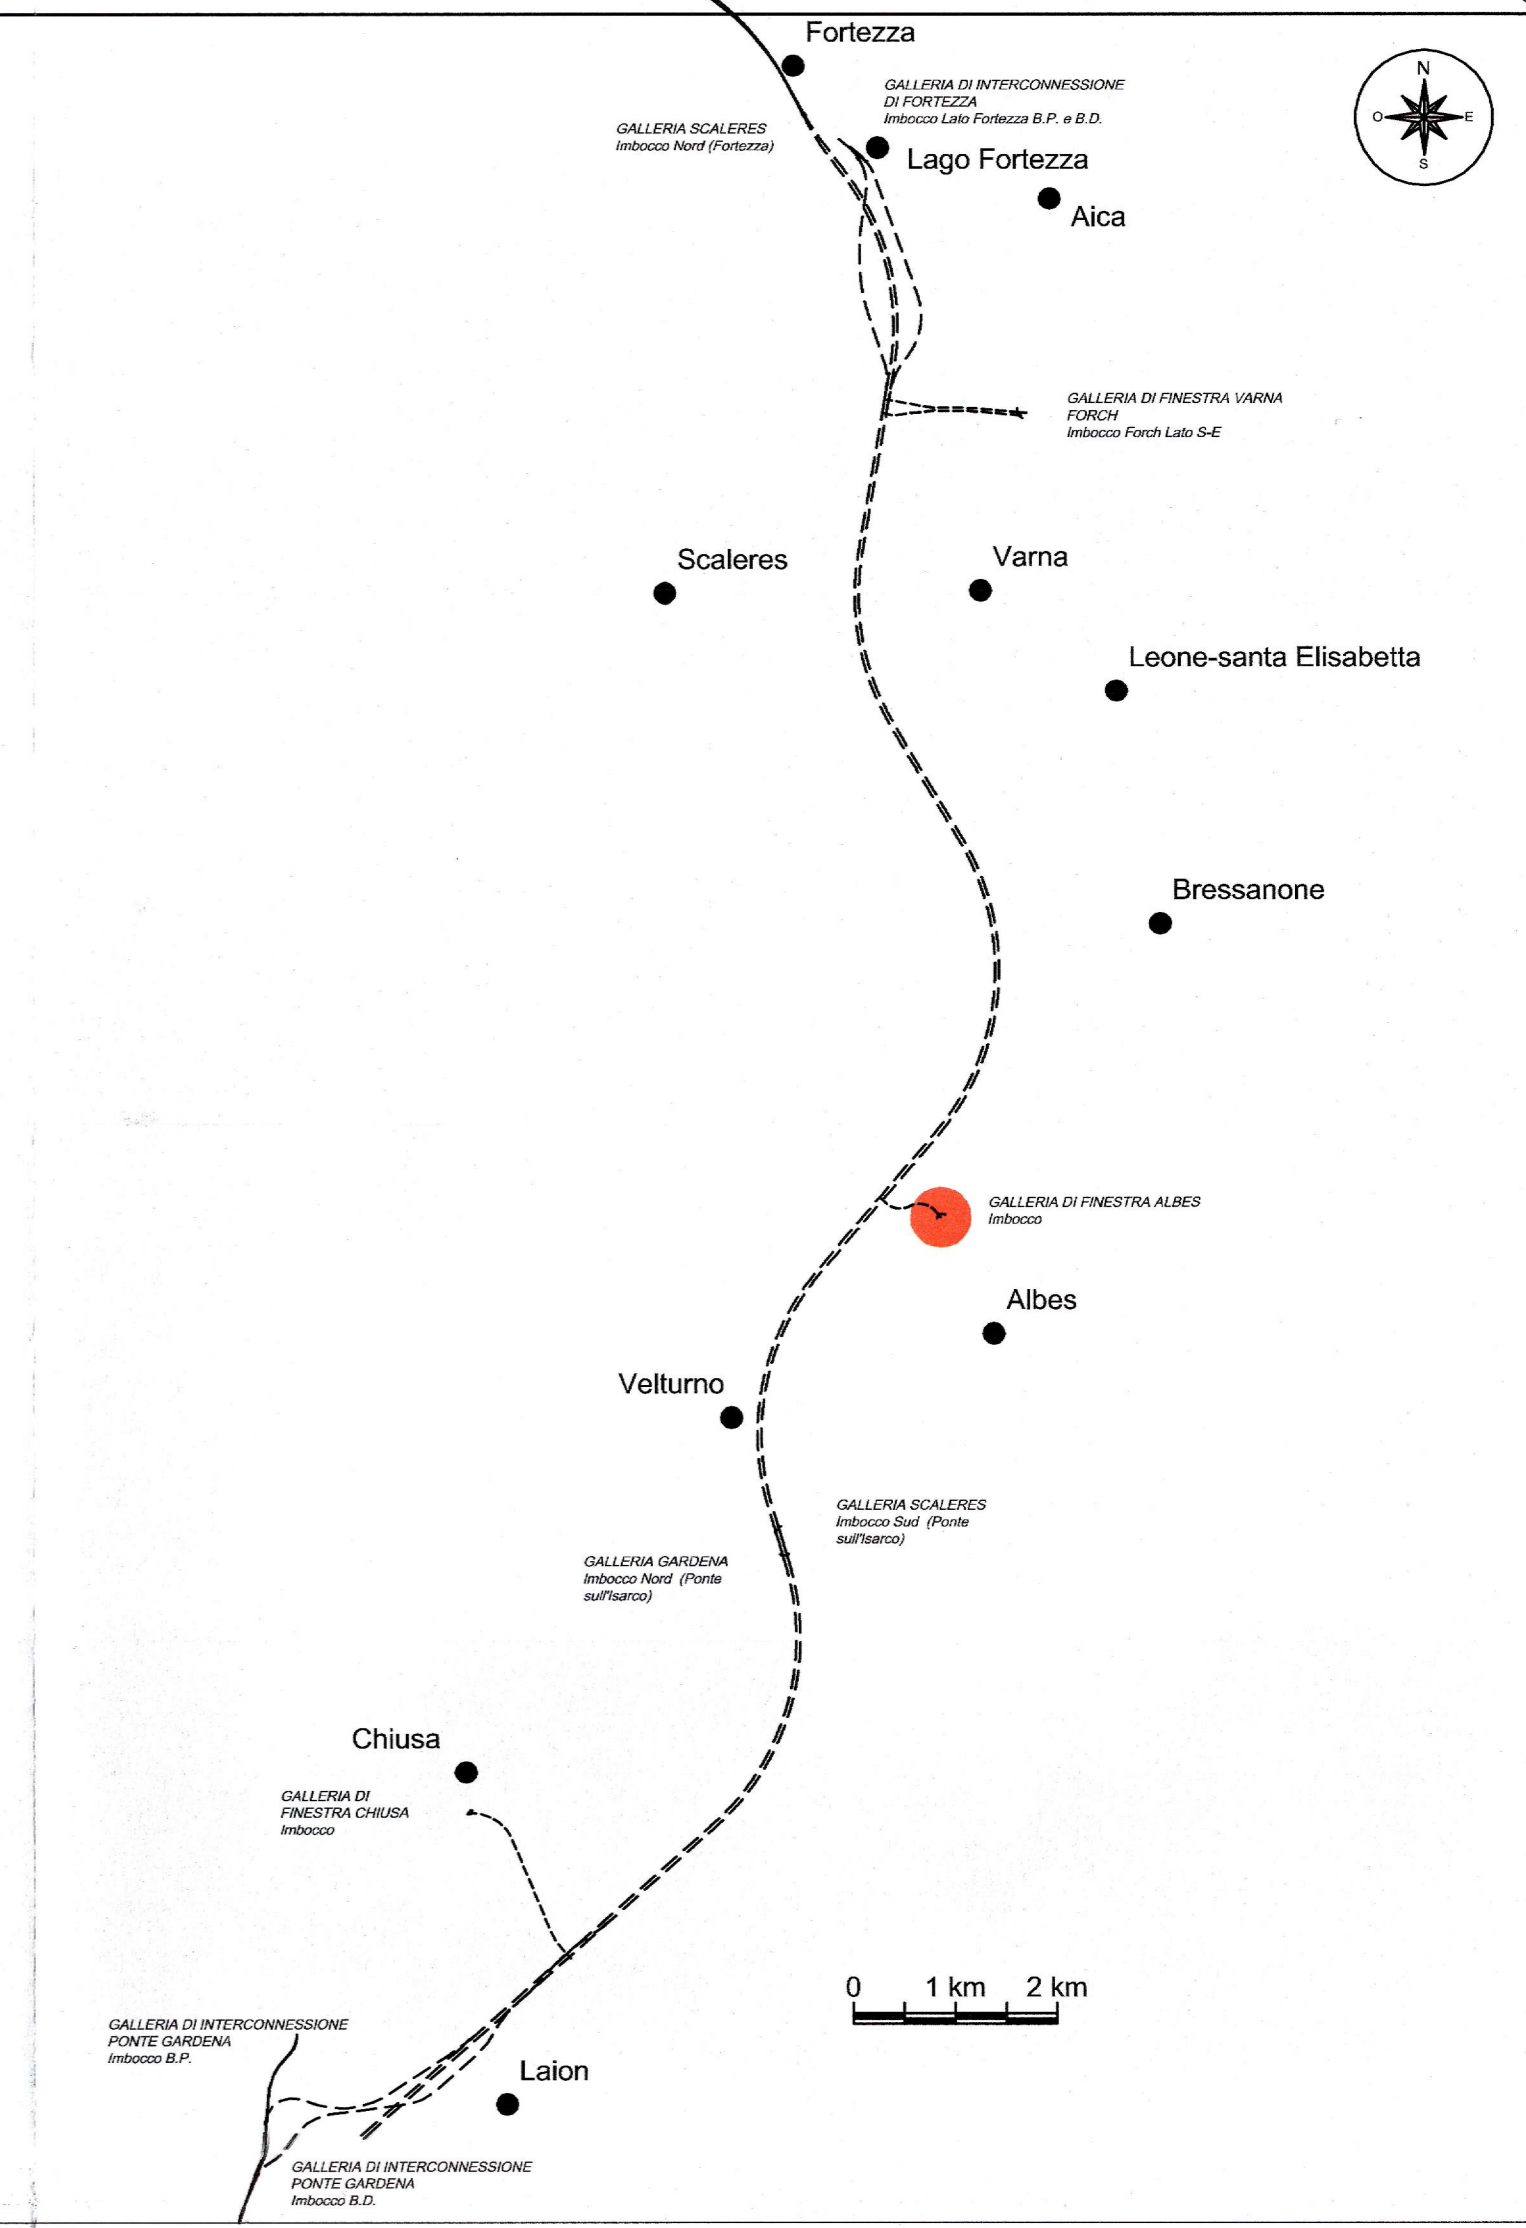 Fortezza
GALLERIA DI INTERCONNESSIONE
DI FORTEZZA
Imbocco Lato Fortezza B.P. e B.D.
N
O
E
S
GALLERIA SCALERES
Imbocco Nord (Fortezza)
Lago Fortezza
Aica
GALLERIA DI FINESTRA VARNA
FORCH
Imbocco Forch Lato S-E
Scaleres
Varna
Leone-santa Elisabetta
Bressanone
GALLERIA DI FINESTRA ALBES
Imbocco
Albes
Velturno
GALLERIA SCALERES
Imbocco Sud (Ponte
sull'Isarco)
GALLERIA GARDENA
Imbocco Nord (Ponte
sull'Isarco)
Chiusa
GALLERIA DI
FINESTRA CHIUSA
Imbocco
0 1 km 2 km
GALLERIA DI INTERCONNESSIONE
PONTE GARDENA
Imbocco B.P.
Laion
GALLERIA DI INTERCONNESSIONE
PONTE GARDENA
Imbocco B.D.